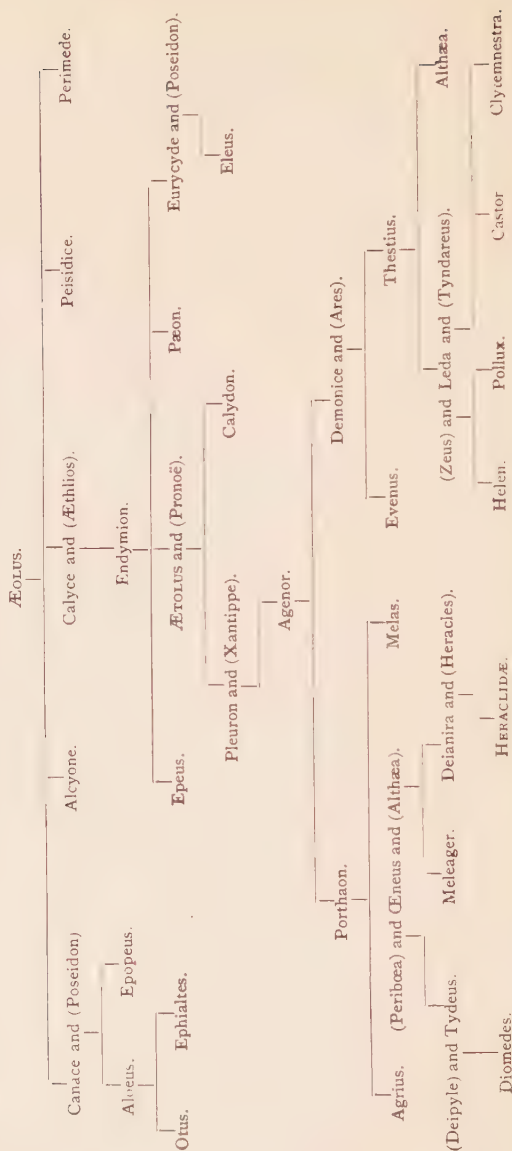 ÆOLUS.
Canace and (Poseidon) Alcyone. Calyce and (Æthlios). Peisidice. Perimede.
Aloeus. Epopeus. Endymion.
Otus. Ephialtes. Epeus. ÆTOLUS and (Pronoë). Pæon. Eurycyde and (Poseidon).
Pleuron and (Xantippe). Calydon. Eleus.
Agenor.
Porthaon. Demonice and (Ares).
Agrius. (Peribœa) and Œneus and (Althæa). Melas. Evenus. Thestius.
(Deipyle) and Tydeus. Meleager. Deianira and (Heracles). (Zeus) and Leda and (Tyndareus). Althæa.
Diomedes. HERACLIDÆ. Helen. Pollux. Castor Clytemnestra.